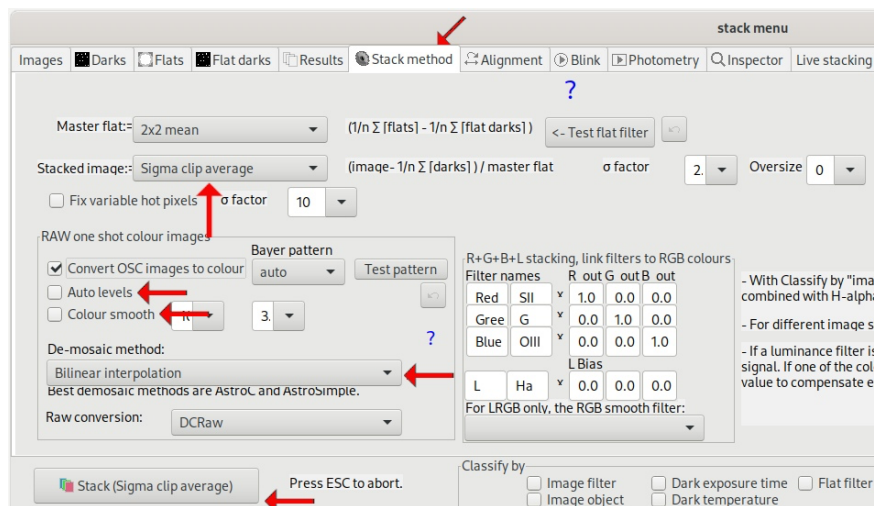 stack menu
Images Darks Flats Flat darks Results Stack method Alignment Blink Photometry Inspector Live stacking
?
Master flat:= 2x2 mean (1/n Σ [flats] - 1/n Σ [flat darks] ) <- Test flat filter
Stacked image:= Sigma clip average (image- 1/n Σ [darks] ) / master flat σ factor 2. Oversize 0
Fix variable hot pixels σ factor 10
RAW one shot colour images
Bayer pattern
Convert OSC images to colour auto Test pattern
Auto levels
Colour smooth 3.
?
De-mosaic method:
Bilinear interpolation
Best demosaic methods are AstroC and AstroSimple.
Raw conversion: DCRaw
R+G+B+L stacking, link filters to RGB colours
Filter names R out G out B out
Red SII x 1.0 0.0 0.0
Gree G x 0.0 1.0 0.0
Blue OIII x 0.0 0.0 1.0
L Bias
L Ha x 0.0 0.0 0.0
For LRGB only, the RGB smooth filter:
- With Classify by "ima
combined with H-alpha
- For different image s
- If a luminance filter is
signal. If one of the col
value to compensate e
Stack (Sigma clip average) Press ESC to abort.
Classify by
Image filter Dark exposure time Flat filter
Image object Dark temperature